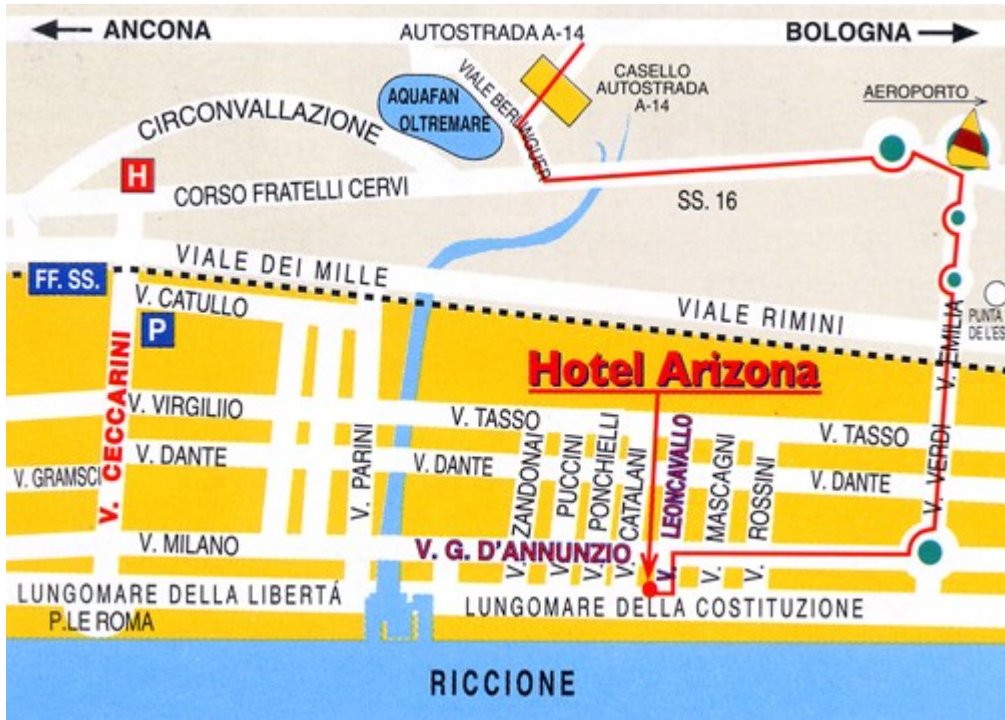 ANCONA
AUTOSTRADA A-14
BOLOGNA
VIALE BERLINGUER
CASELLO
AUTOSTRADA
A-14
AEROPORTO
AQUAFAN
OLTREMARE
CIRCONVALLAZIONE
H
CORSO FRATELLI CERVI
SS. 16
VIALE DEI MILLE
FF. SS.
V. CATULLO
VIALE RIMINI
PUNTA
DE L'ES
P
V. EMILIA
Hotel Arizona
V. CECCARINI
V. VIRGILIIO
V. TASSO
V. TASSO
V. DANTE
V. DANTE
V. DANTE
V. GRAMSCI
V. PARINI
V. ZANDONAI
V. PUCCINI
V. PONCHIELLI
V. CATALANI
V. LEONCAVALLO
V. MASCAGNI
V. ROSSINI
V. VERDI
V. MILANO
V. G. D'ANNUNZIO
LUNGOMARE DELLA LIBERTÁ
LUNGOMARE DELLA COSTITUZIONE
P.LE ROMA
RICCIONE